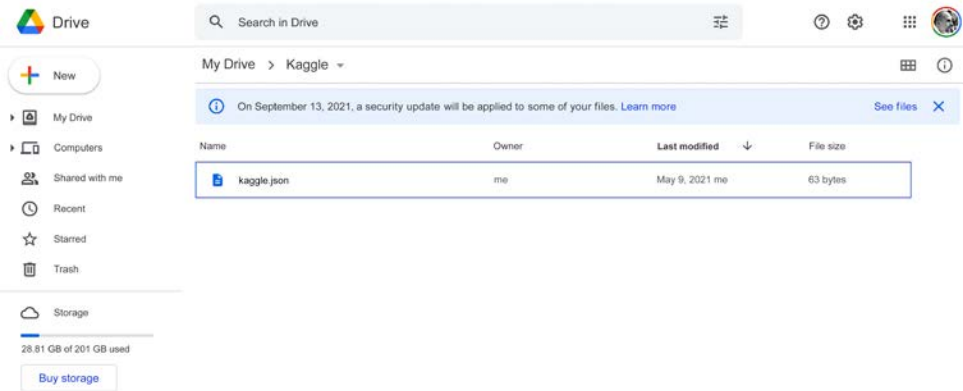 Drive
Search in Drive
New
My Drive
Computers
Shared with me
Recent
Starred
Trash
Storage
28.81 GB of 201 GB used
Buy storage
My Drive > Kaggle
On September 13, 2021, a security update will be applied to some of your files. Learn more See files
Name Owner Last modified File size
kaggle.json me May 9, 2021 me 63 bytes